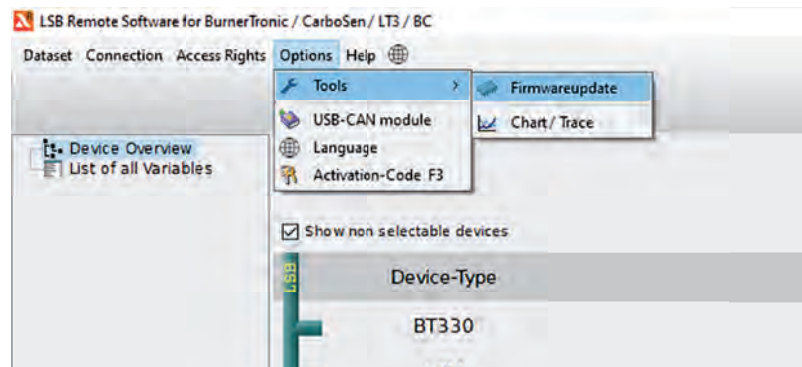 LSB Remote Software for BurnerTronic / CarboSen / LT3 / BC
Dataset Connection Access Rights Options Help
Tools
Firmwareupdate
USB-CAN module
Chart / Trace
Language
Activation-Code F3
Device Overview
List of all Variables
Show non selectable devices
LSB
Device-Type
BT330